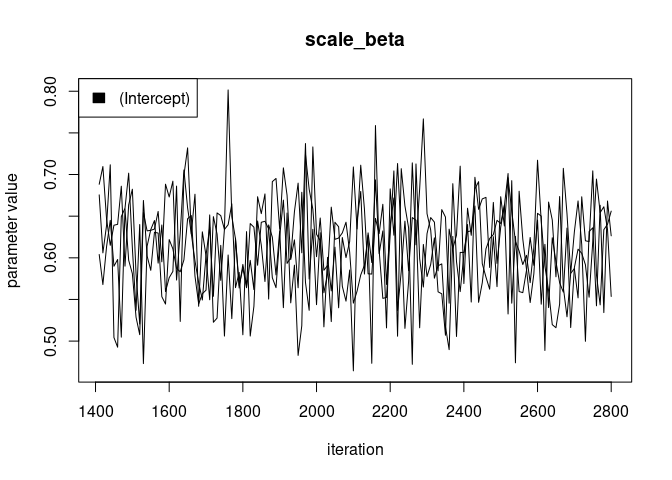 scale_beta
(Intercept)
parameter value
0.80
0.70
0.60
0.50
1400 1600 1800 2000 2200 2400 2600 2800
iteration